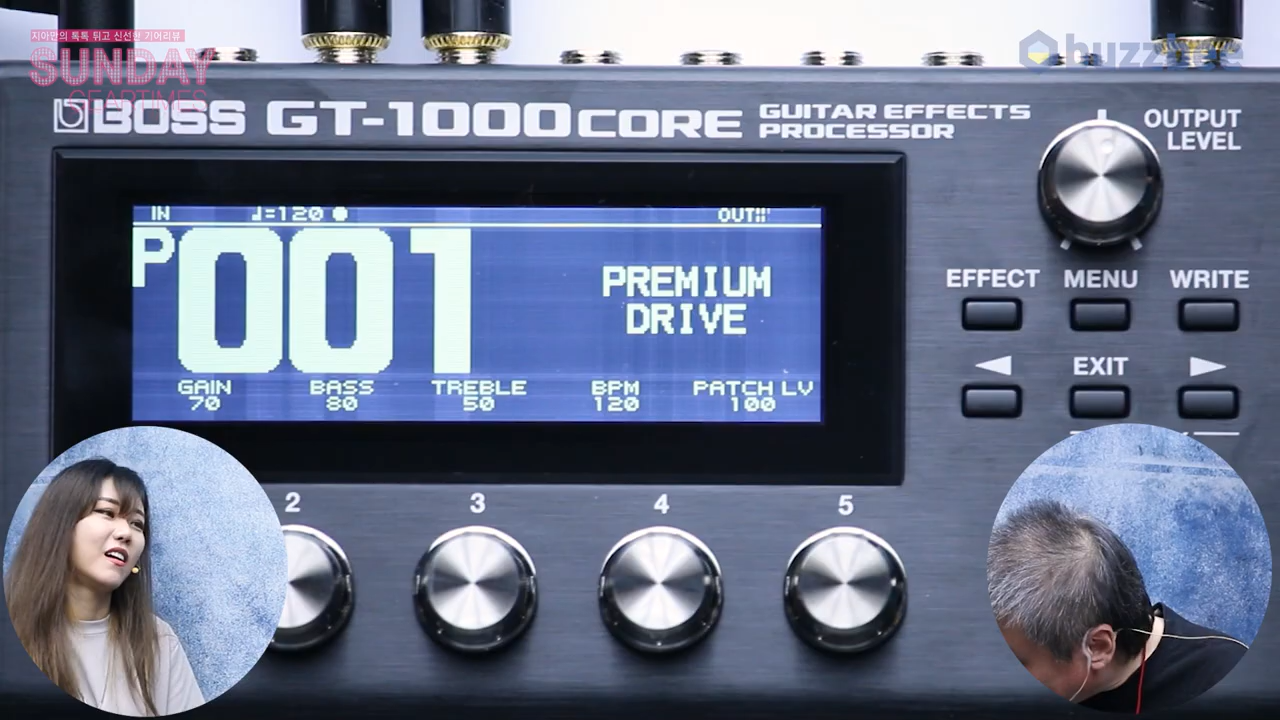 지아만의 톡톡 튀고 신선한 기어리뷰
SUNDAY
GEARTIMES
buzzbee
BOSS GT-1000CORE GUITAR EFFECTS PROCESSOR
OUTPUT LEVEL
IN ♩=120 OUT
P001
PREMIUM
DRIVE
GAIN BASS TREBLE BPM PATCH LV
70 80 50 120 100
EFFECT MENU WRITE
EXIT
2 3 4 5